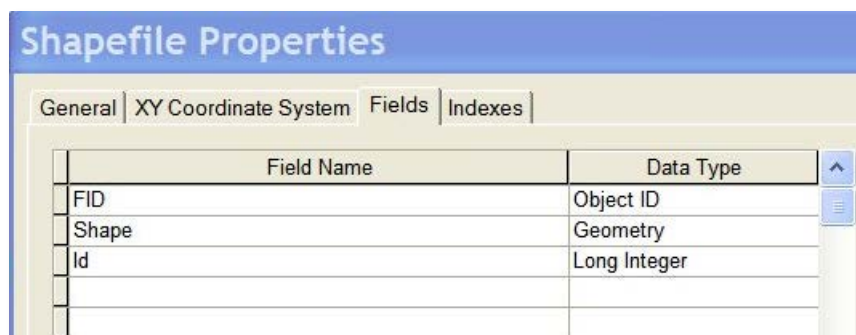 Shapefile Properties
General XY Coordinate System Fields Indexes
Field Name Data Type
FID Object ID
Shape Geometry
Id Long Integer